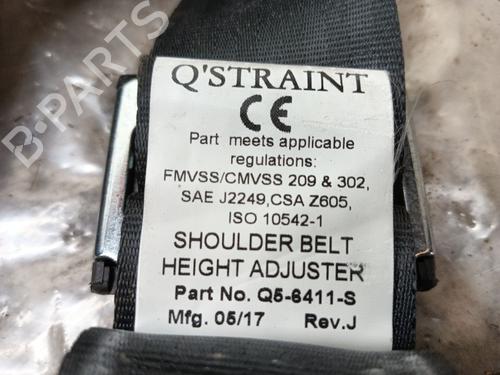 B-PARTS
Q'STRAINT
CE
Part meets applicable
regulations:
FMVSS/CMVSS 209 & 302,
SAE J2249,CSA Z605,
ISO 10542-1
SHOULDER BELT
HEIGHT ADJUSTER
Part No. Q5-6411-S
Mfg. 05/17 Rev.J